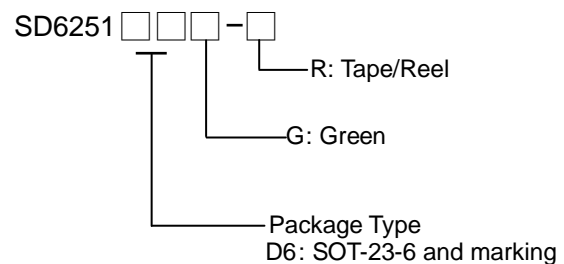 SD6251 □□□-□
R: Tape/Reel
G: Green
Package Type
D6: SOT-23-6 and marking